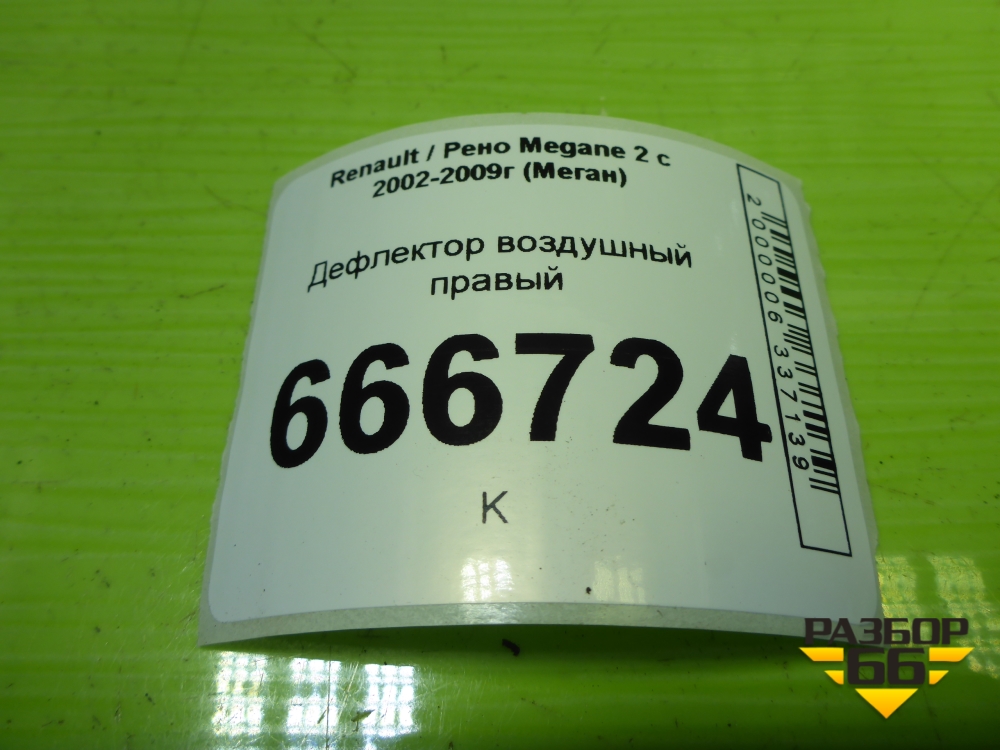 Renault / Рено Megane 2 с
2002-2009г (Меган)
Дефлектор воздушный
правый
666724
К
2000006337139
РАЗБОР
66